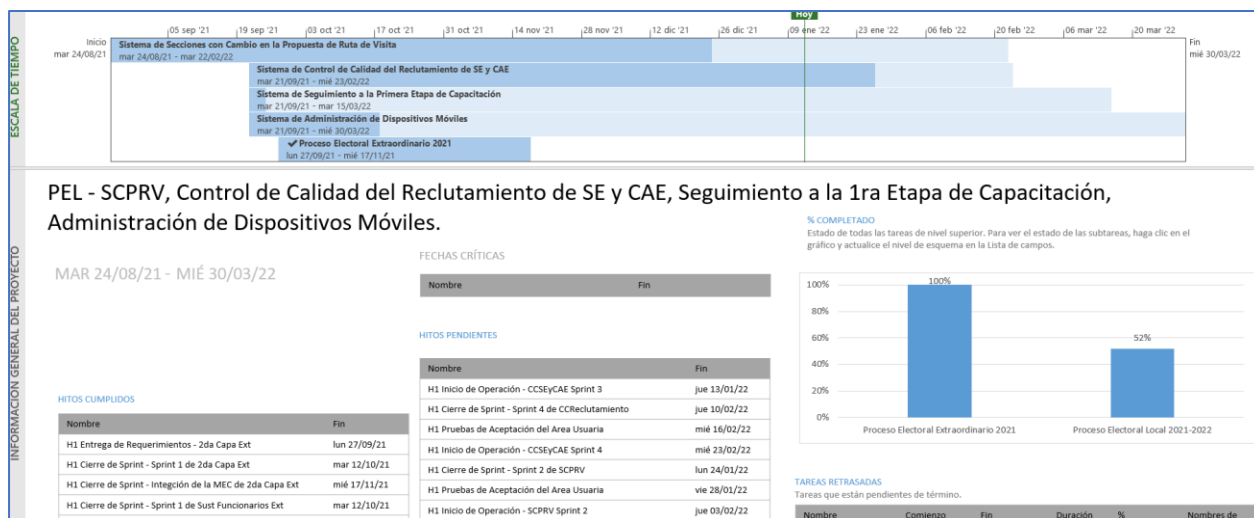 Hoy
05 sep '21 19 sep '21 03 oct '21 17 oct '21 31 oct '21 14 nov '21 28 nov '21 12 dic '21 26 dic '21 09 ene '22 23 ene '22 06 feb '22 20 feb '22 06 mar '22 20 mar '22
ESCALA DE TIEMPO
Inicio
mar 24/08/21
Sistema de Secciones con Cambio en la Propuesta de Ruta de Visita
mar 24/08/21 - mar 22/02/22
Fin
mié 30/03/22
Sistema de Control de Calidad del Reclutamiento de SE y CAE
mar 21/09/21 - mié 23/02/22
Sistema de Seguimiento a la Primera Etapa de Capacitación
mar 21/09/21 - mar 15/03/22
Sistema de Administración de Dispositivos Móviles
mar 21/09/21 - mié 30/03/22
✔ Proceso Electoral Extraordinario 2021
lun 27/09/21 - mié 17/11/21
INFORMACIÓN GENERAL DEL PROYECTO
PEL - SCPRV, Control de Calidad del Reclutamiento de SE y CAE, Seguimiento a la 1ra Etapa de Capacitación,
Administración de Dispositivos Móviles.
MAR 24/08/21 - MIÉ 30/03/22
HITOS CUMPLIDOS
Nombre Fin
H1 Entrega de Requerimientos - 2da Capa Ext lun 27/09/21
H1 Cierre de Sprint - Sprint 1 de 2da Capa Ext mar 12/10/21
H1 Cierre de Sprint - Integción de la MEC de 2da Capa Ext mié 17/11/21
H1 Cierre de Sprint - Sprint 1 de Sust Funcionarios Ext mar 12/10/21
FECHAS CRÍTICAS
Nombre Fin
HITOS PENDIENTES
Nombre Fin
H1 Inicio de Operación - CCSEyCAE Sprint 3 jue 13/01/22
H1 Cierre de Sprint - Sprint 4 de CCReclutamiento jue 10/02/22
H1 Pruebas de Aceptación del Area Usuaria mié 16/02/22
H1 Inicio de Operación - CCSEyCAE Sprint 4 mié 23/02/22
H1 Cierre de Sprint - Sprint 2 de SCPRV lun 24/01/22
H1 Pruebas de Aceptación del Area Usuaria vie 28/01/22
H1 Inicio de Operación - SCPRV Sprint 2 jue 03/02/22
% COMPLETADO
Estado de todas las tareas de nivel superior. Para ver el estado de las subtareas, haga clic en el
gráfico y actualice el nivel de esquema en la Lista de campos.
100%
80%
60%
40%
20%
0%
100%
52%
Proceso Electoral Extraordinario 2021 Proceso Electoral Local 2021-2022
TAREAS RETRASADAS
Tareas que están pendientes de término.
Nombre Comienzo Fin Duración % Nombres de